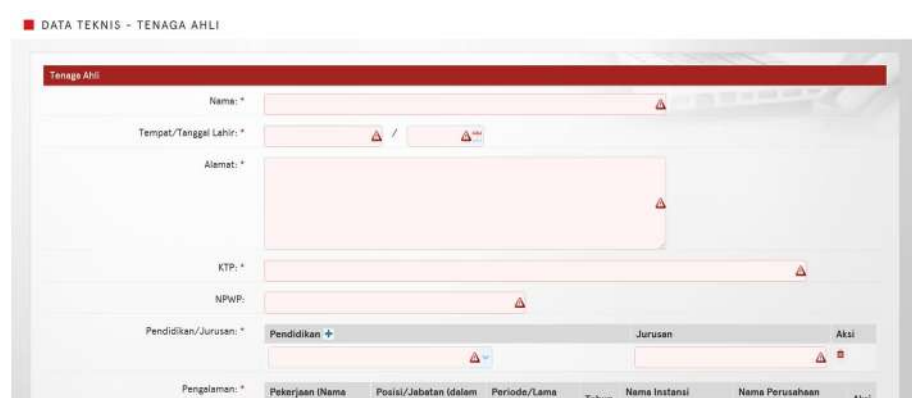 DATA TEKNIS - TENAGA AHLI
Tenaga Ahli
Nama: *
Tempat/Tanggal Lahir: * /
Alamat: *
KTP: *
NPWP:
Pendidikan/Jurusan: * Pendidikan Jurusan Aksi
Pengalaman: * Pekerjaan (Nama Posisi/Jabatan (dalam Periode/Lama Tahun Nama Instansi Nama Perusahaan Aksi